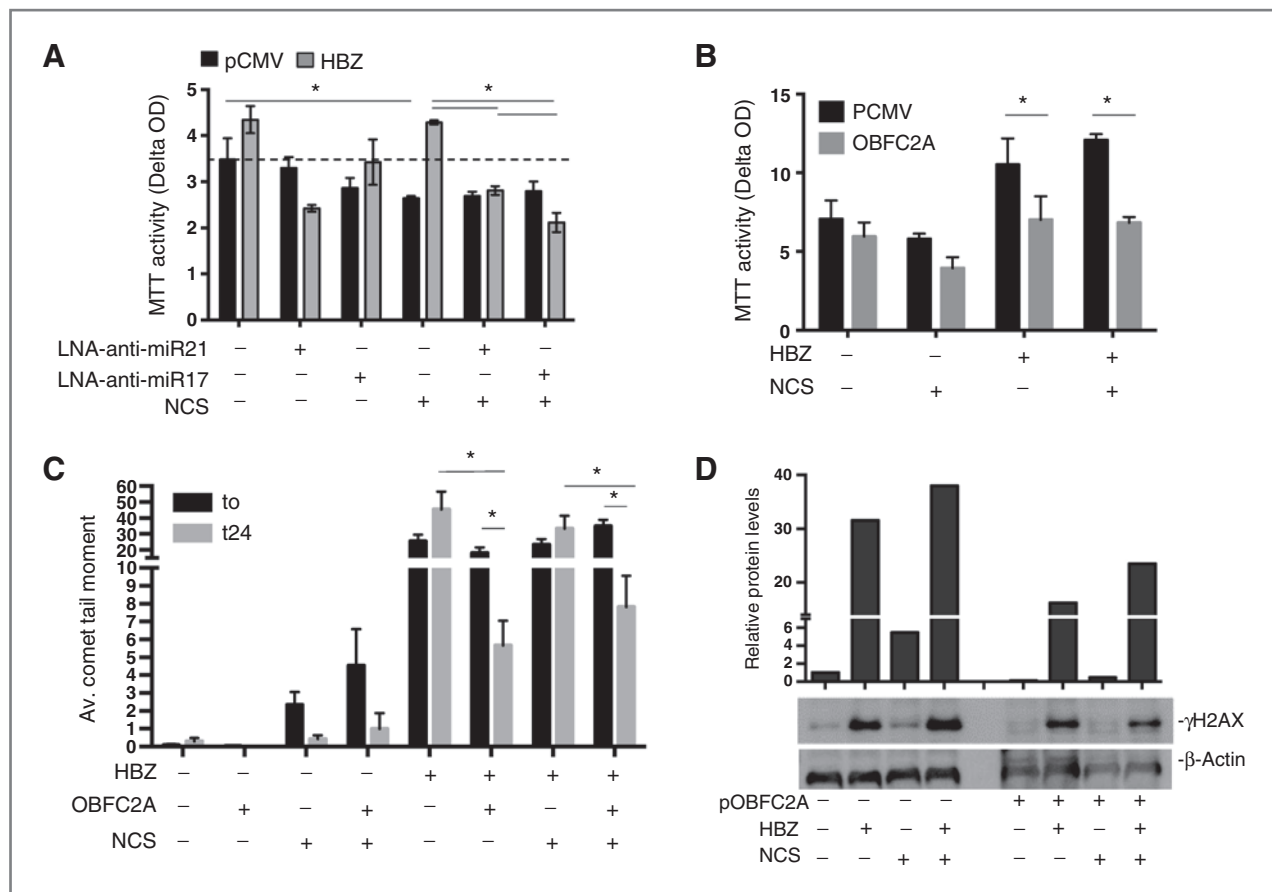 A
pCMV HBZ
MTT activity (Delta OD)
5
4
3
2
1
0
* *
LNA-anti-miR21 – + – – + –
LNA-anti-miR17 – – + – – +
NCS – – – + + +
B
PCMV
OBFC2A
MTT activity (Delta OD)
15
10
5
0
* *
HBZ – – + +
NCS – + – +
C
to
t24
Av. comet tail moment
60
50
40
30
20
10
9
8
7
6
5
4
3
2
1
0
* * * *
HBZ – – – – + + + +
OBFC2A – + – + – + – +
NCS – – + + – – + +
D
Relative protein levels
40
30
20
6
4
2
0
-γH2AX
-β-Actin
pOBFC2A – – – – + + + +
HBZ – + – + – + – +
NCS – – + + – – + +